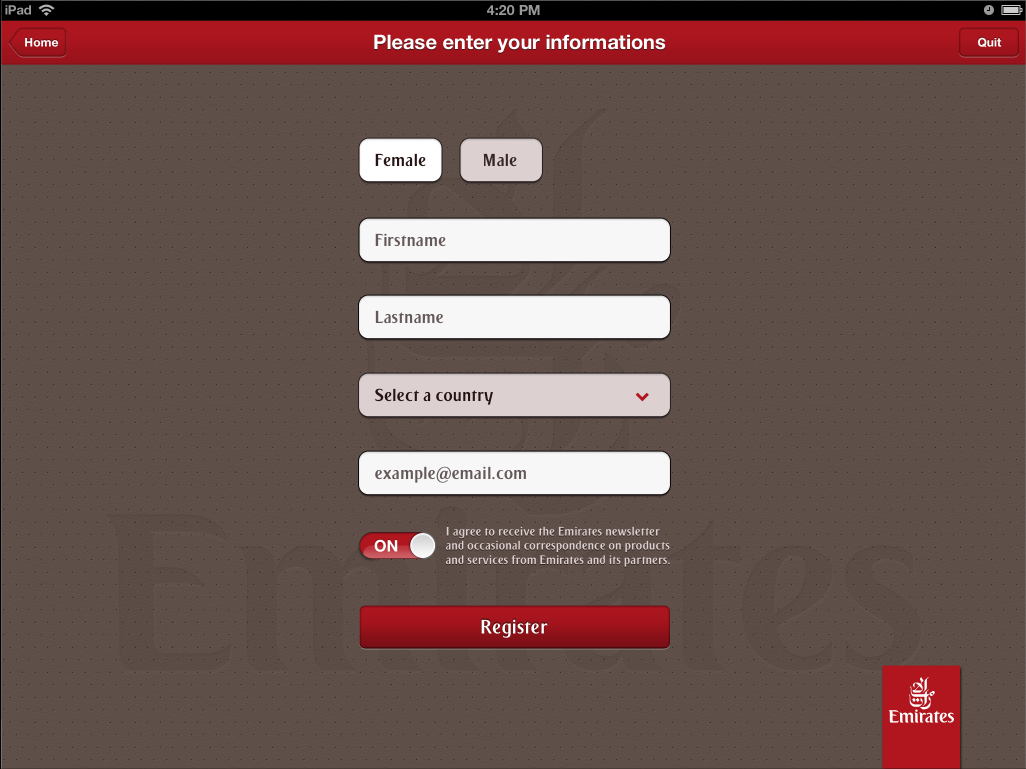 iPad
4:20 PM
Home
Please enter your informations
Quit
Female
Male
Firstname
Lastname
Select a country
example@email.com
ON
I agree to receive the Emirates newsletter
and occasional correspondence on products
and services from Emirates and its partners.
Register
Emirates
Emirates